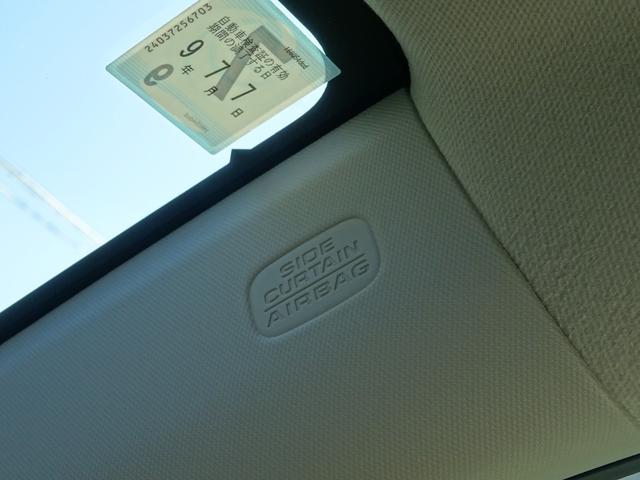 24037256703
自動車検査証の有効
期間の満了する日
9年 7月 7日
SIDE
CURTAIN
AIRBAG